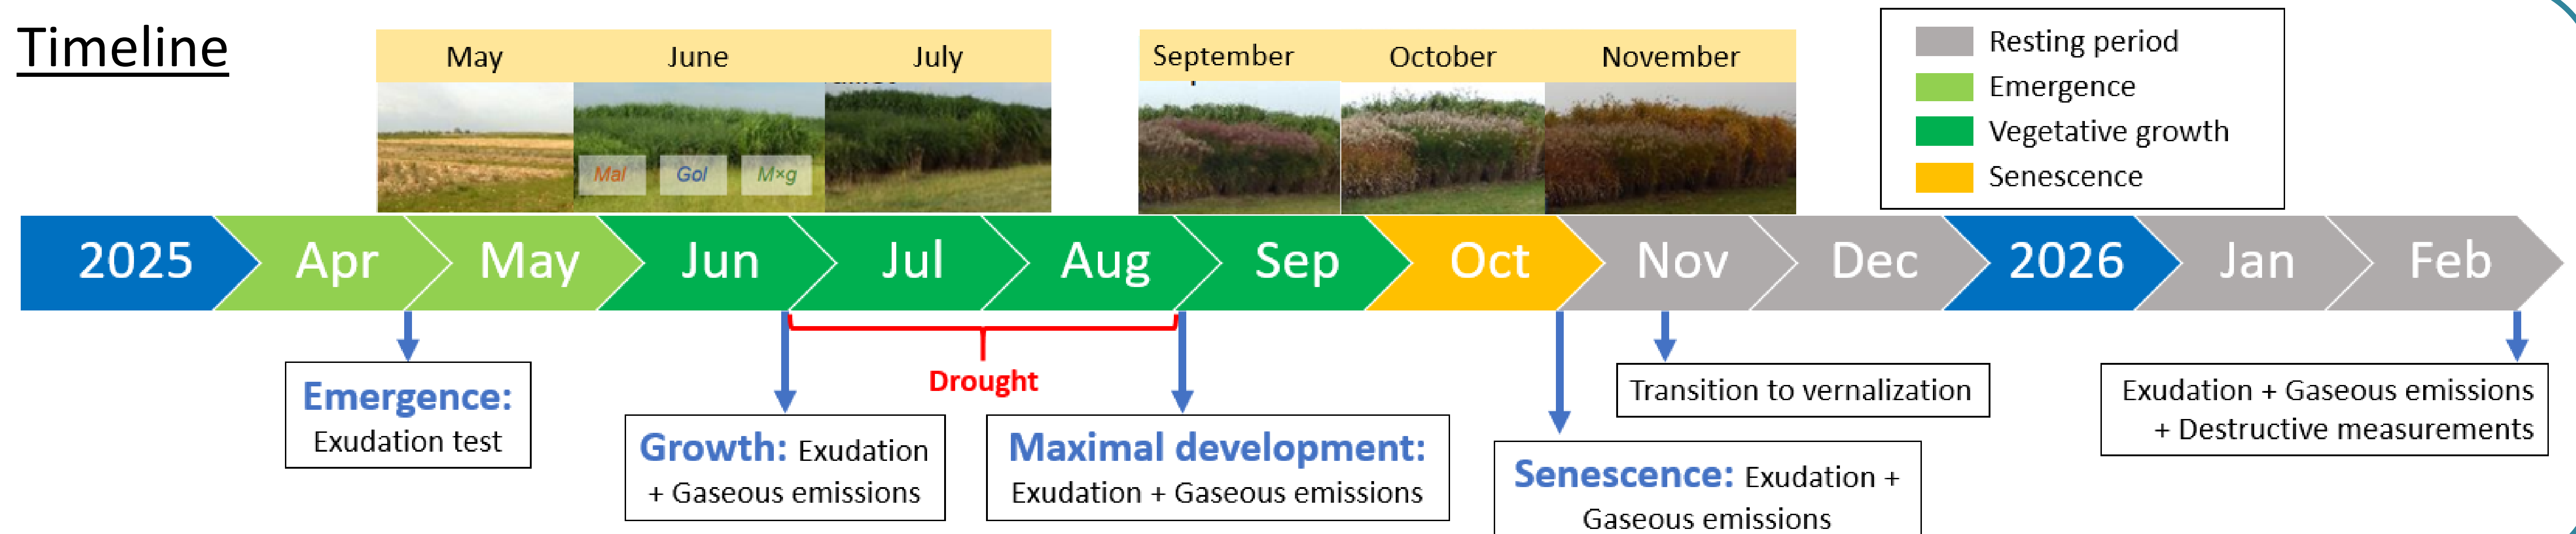 Timeline
May June July
September October November
Resting period
Emergence
Vegetative growth
Senescence
Mal Gol M×g
2025 Apr May Jun Jul Aug Sep Oct Nov Dec 2026 Jan Feb
Emergence:
Exudation test
Growth: Exudation
+ Gaseous emissions
Drought
Maximal development:
Exudation + Gaseous emissions
Senescence: Exudation +
Gaseous emissions
Transition to vernalization
Exudation + Gaseous emissions
+ Destructive measurements